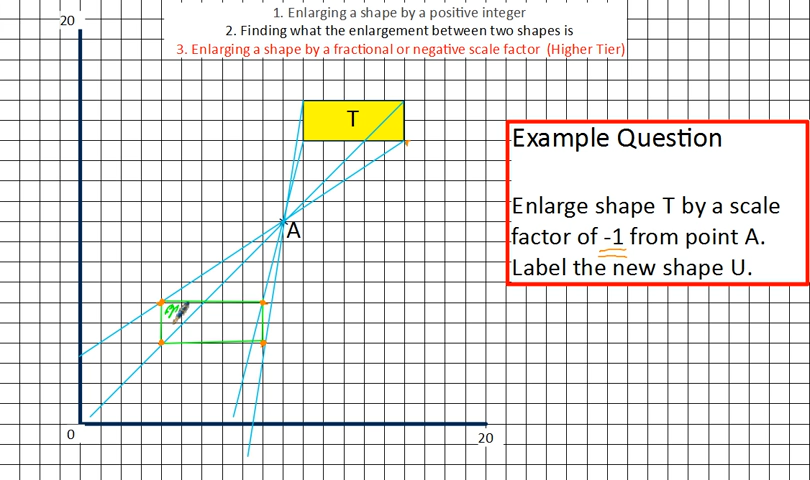 1. Enlarging a shape by a positive integer
2. Finding what the enlargement between two shapes is
3. Enlarging a shape by a fractional or negative scale factor (Higher Tier)
20
T
Example Question
Enlarge shape T by a scale
factor of -1 from point A.
Label the new shape U.
A
0
20